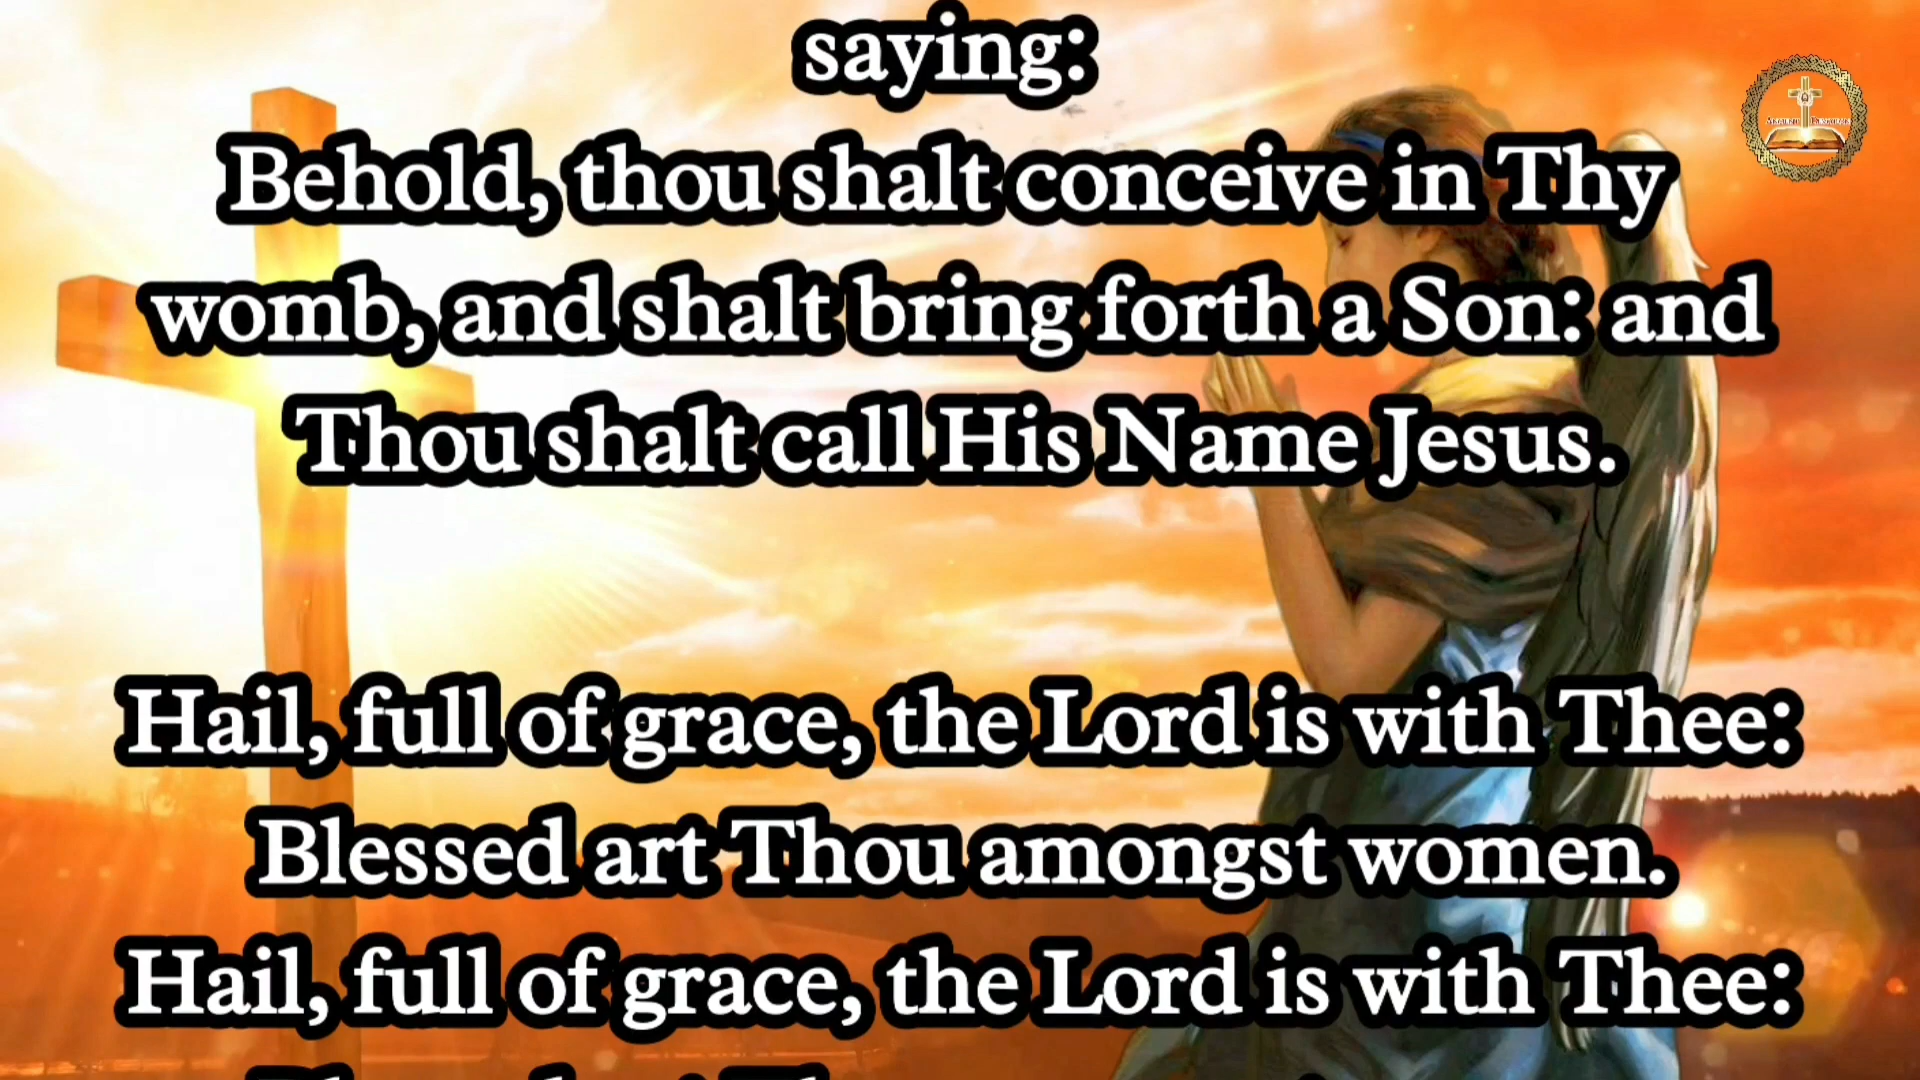 saying:
Behold, thou shalt conceive in Thy
womb, and shalt bring forth a Son: and
Thou shalt call His Name Jesus.
Hail, full of grace, the Lord is with Thee:
Blessed art Thou amongst women.
Hail, full of grace, the Lord is with Thee: